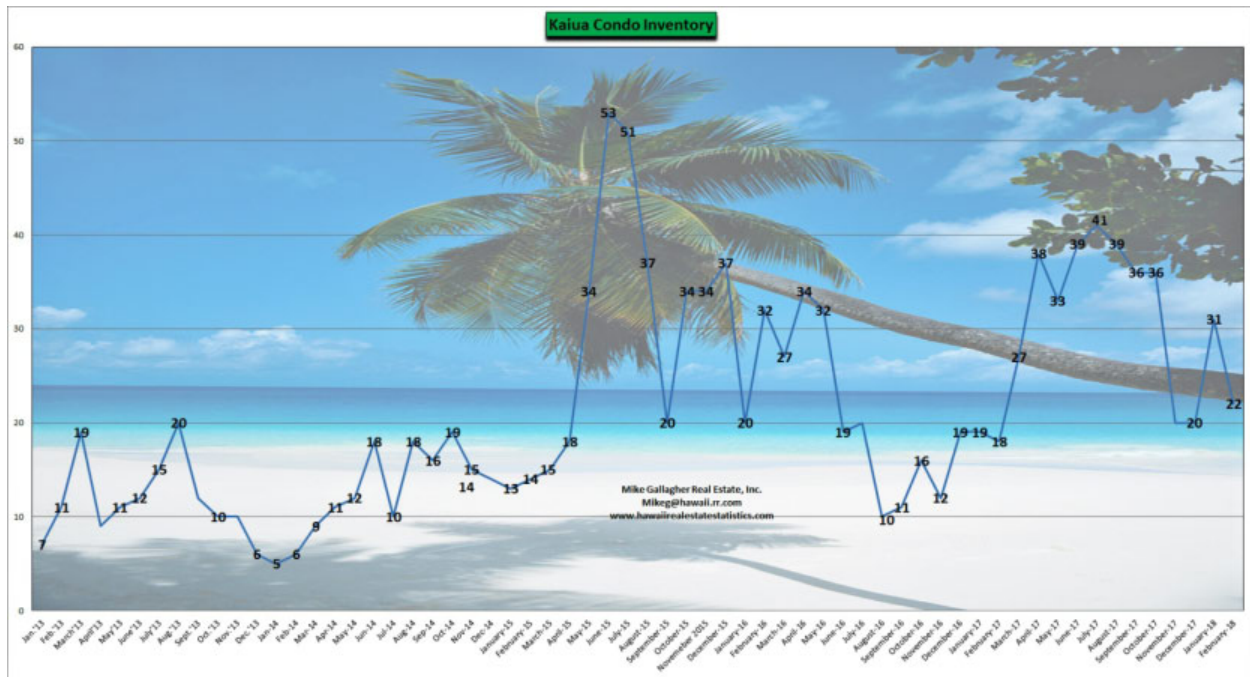 Kaiua Condo Inventory
60
50
40
30
20
10
0
7
11
19
11
12
15
20
10
6
5
6
9
11
12
18
10
18
16
19
15
14
13
14
15
18
34
53
51
37
20
34
34
37
20
32
27
34
32
19
10
11
16
12
19
19
18
27
38
33
39
41
39
36
36
20
31
22
Mike Gallagher Real Estate, Inc.
Mikeg@hawaii.rr.com
www.hawaiirealestatestatistics.com
Jan.'13
Feb.'13
March'13
April'13
May'13
June'13
July'13
Aug.'13
Sept.'13
Oct.'13
Nov.'13
Dec.'13
Jan-14
Feb-14
Mar-14
Apr-14
May-14
Jun-14
Jul-14
Aug-14
Sep-14
Oct-14
Nov-14
Dec-14
January-15
February-15
March-15
April-15
May-15
June-15
July-15
August-15
September-15
October-15
Novemeber 2015
December-15
January-16
February-16
March-16
April-16
May-16
June-16
July-16
August-16
September-16
October-16
November-16
December-16
January-17
February-17
March-17
April-17
May-17
June-17
July-17
August-17
September-17
October-17
November-17
December-17
January-18
February-18